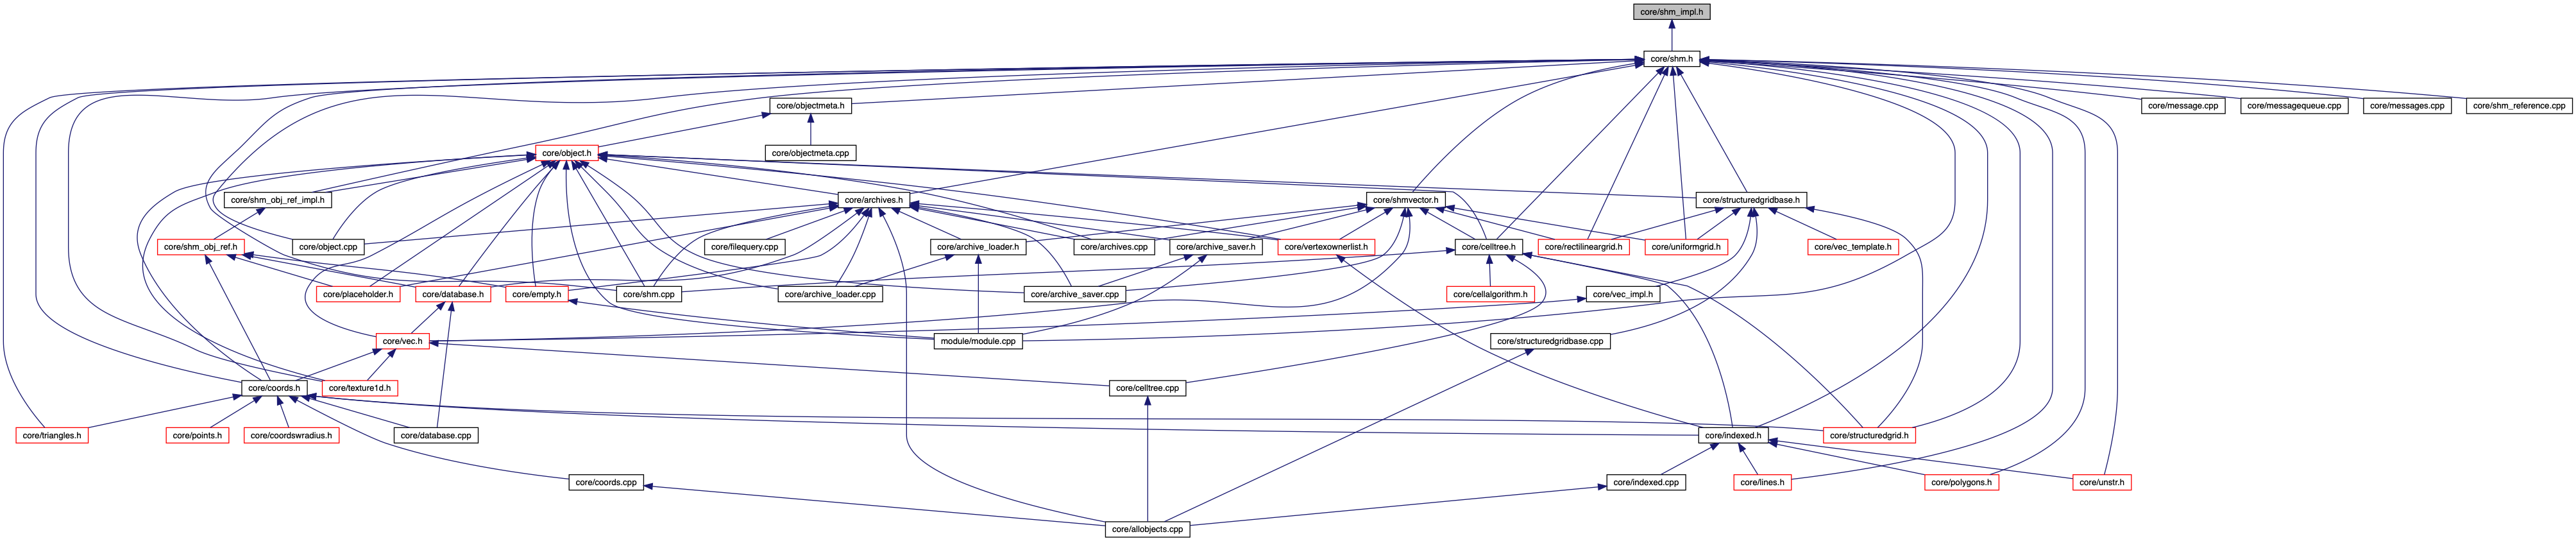 core/shm_impl.h
core/shm.h
core/objectmeta.h
core/message.cpp
core/messagequeue.cpp
core/messages.cpp
core/shm_reference.cpp
core/object.h
core/objectmeta.cpp
core/shm_obj_ref_impl.h
core/archives.h
core/shmvector.h
core/structuredgridbase.h
core/shm_obj_ref.h
core/object.cpp
core/filequery.cpp
core/archive_loader.h
core/archives.cpp
core/archive_saver.h
core/vertexownerlist.h
core/celltree.h
core/rectilineargrid.h
core/uniformgrid.h
core/vec_template.h
core/placeholder.h
core/database.h
core/empty.h
core/shm.cpp
core/archive_loader.cpp
core/archive_saver.cpp
core/cellalgorithm.h
core/vec_impl.h
core/vec.h
module/module.cpp
core/structuredgridbase.cpp
core/coords.h
core/texture1d.h
core/celltree.cpp
core/triangles.h
core/points.h
core/coordswradius.h
core/database.cpp
core/indexed.h
core/structuredgrid.h
core/coords.cpp
core/indexed.cpp
core/lines.h
core/polygons.h
core/unstr.h
core/allobjects.cpp